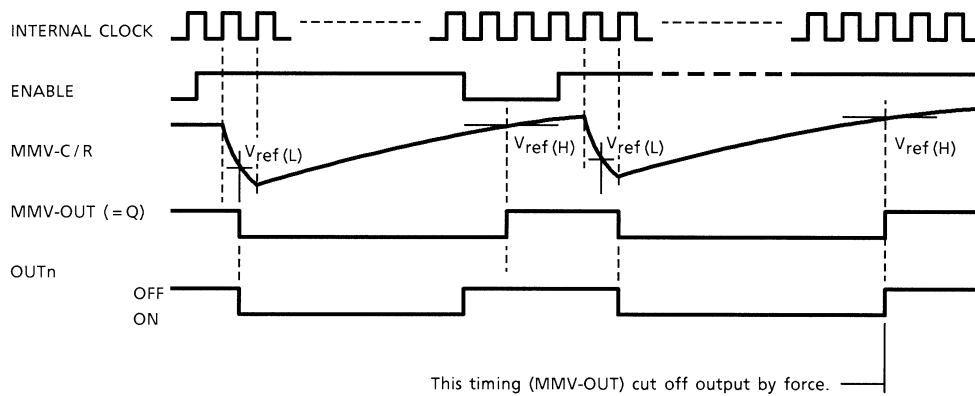 INTERNAL CLOCK
ENABLE
MMV-C/R
Vref (L)
Vref (H)
Vref (L)
Vref (H)
MMV-OUT (=Q)
OUTn
OFF
ON
This timing (MMV-OUT) cut off output by force.